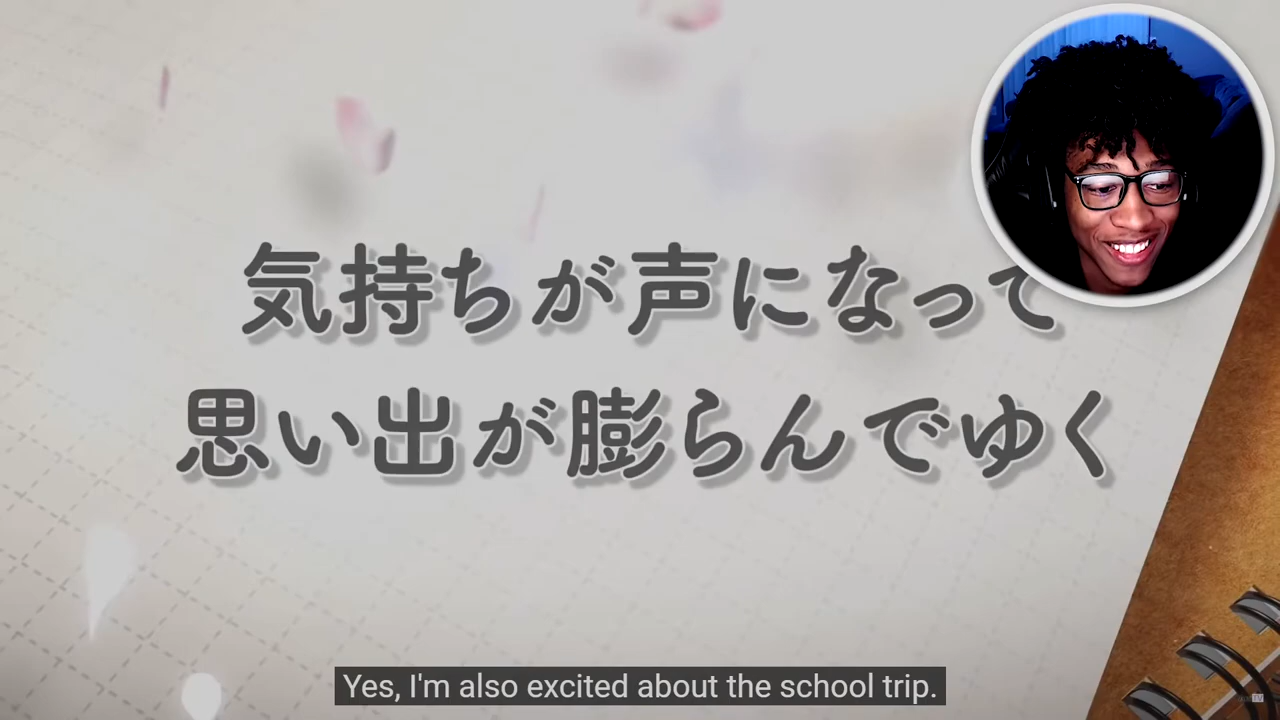 気持ちが声になって
思い出が膨らんでゆく
Yes, I'm also excited about the school trip.